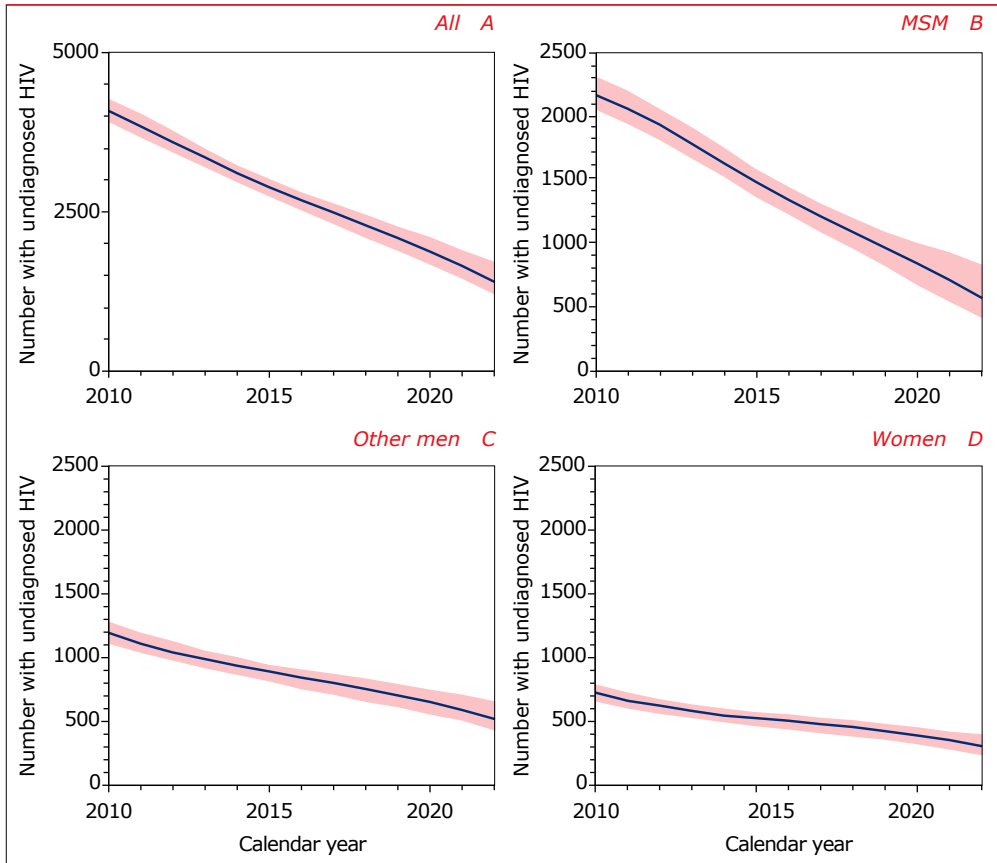 All A
Number with undiagnosed HIV
5000
2500
0
2010 2015 2020
MSM B
Number with undiagnosed HIV
2500
2000
1500
1000
500
0
2010 2015 2020
Other men C
Number with undiagnosed HIV
2500
2000
1500
1000
500
0
2010 2015 2020
Calendar year
Women D
Number with undiagnosed HIV
2500
2000
1500
1000
500
0
2010 2015 2020
Calendar year